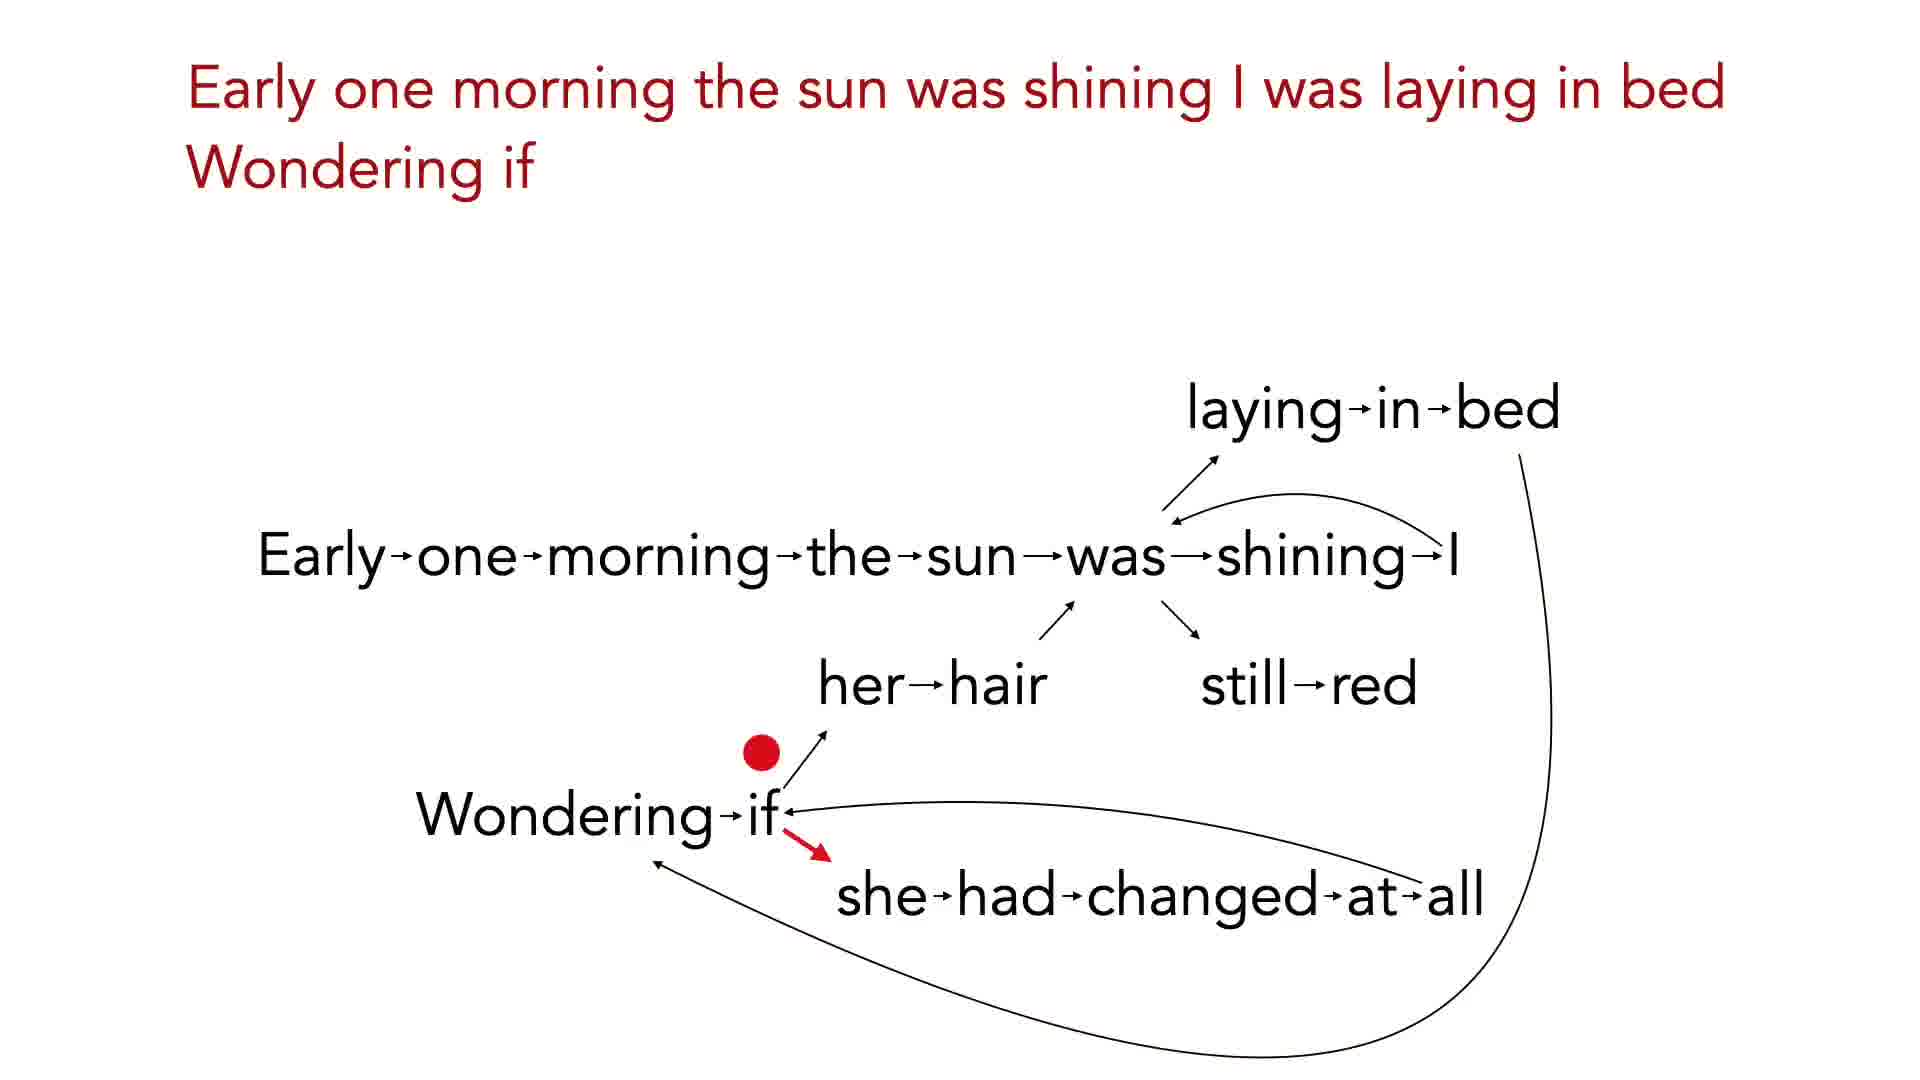 Early one morning the sun was shining I was laying in bed
Wondering if
laying in bed
Early one morning the sun was shining I
her hair still red
Wondering if
she had changed at all